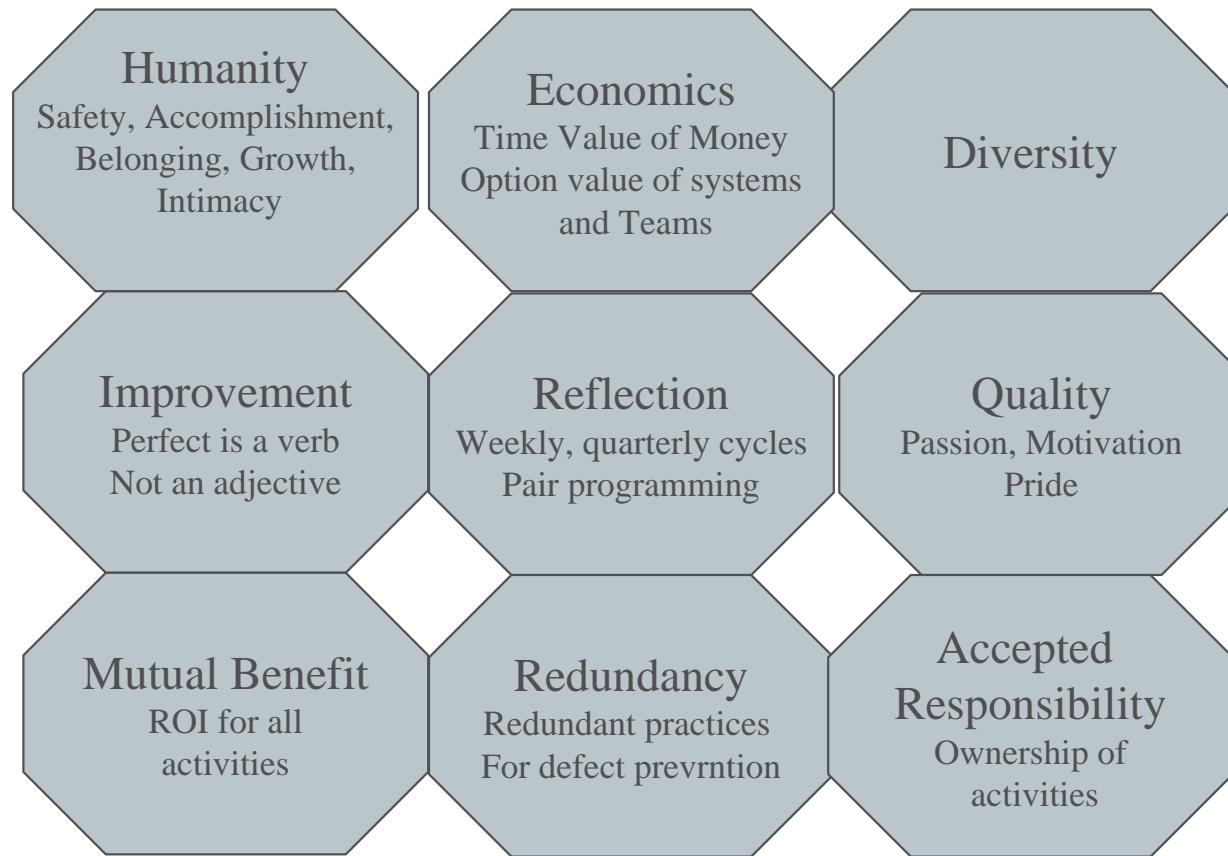 Humanity
Safety, Accomplishment,
Belonging, Growth,
Intimacy
Economics
Time Value of Money
Option value of systems
and Teams
Diversity
Improvement
Perfect is a verb
Not an adjective
Reflection
Weekly, quarterly cycles
Pair programming
Quality
Passion, Motivation
Pride
Mutual Benefit
ROI for all
activities
Redundancy
Redundant practices
For defect prevrntion
Accepted
Responsibility
Ownership of
activities